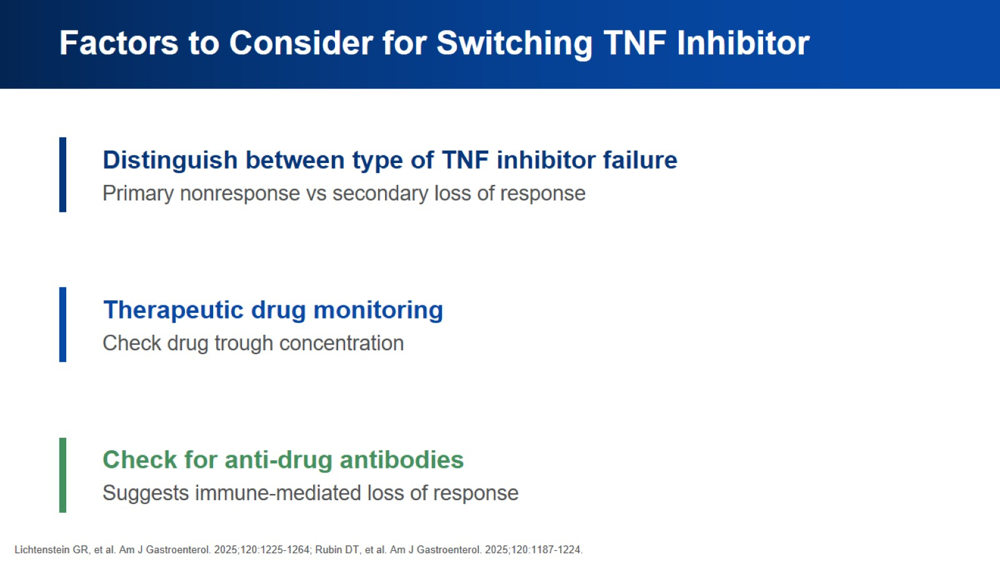 Factors to Consider for Switching TNF Inhibitor
Distinguish between type of TNF inhibitor failure
Primary nonresponse vs secondary loss of response
Therapeutic drug monitoring
Check drug trough concentration
Check for anti-drug antibodies
Suggests immune-mediated loss of response
Lichtenstein GR, et al. Am J Gastroenterol. 2025;120:1225-1264; Rubin DT, et al. Am J Gastroenterol. 2025;120:1187-1224.